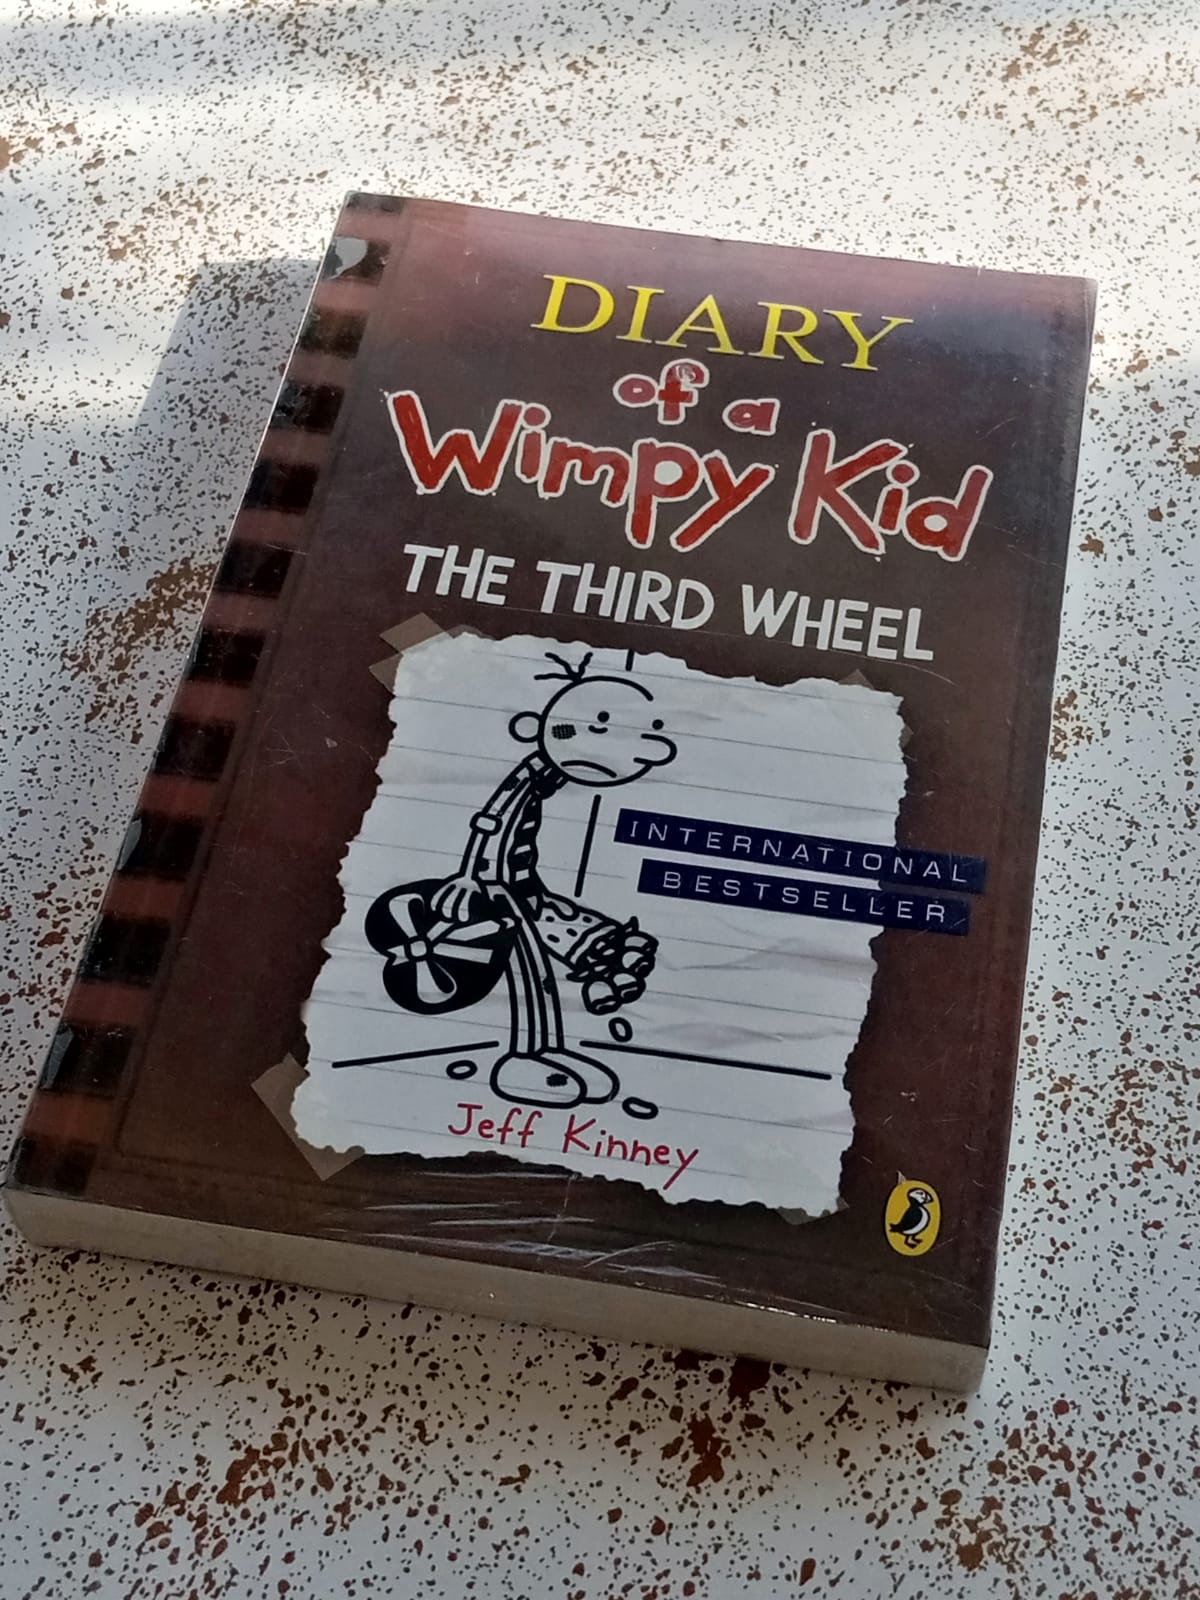 DIARY
of a
Wimpy Kid
THE THIRD WHEEL
INTERNATIONAL
BESTSELLER
Jeff Kinney